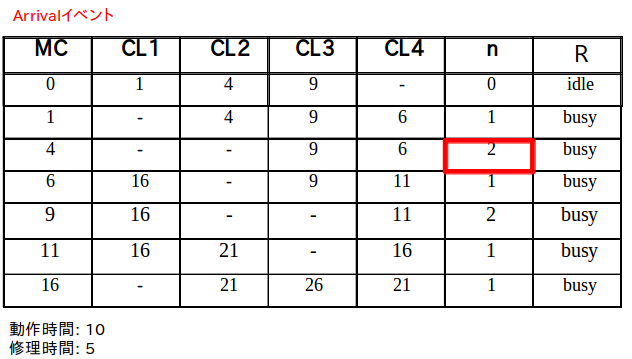 Arrivalイベント
MC CL1 CL2 CL3 CL4 n R
0 1 4 9 - 0 idle
1 - 4 9 6 1 busy
4 - - 9 6 2 busy
6 16 - 9 11 1 busy
9 16 - - 11 2 busy
11 16 21 - 16 1 busy
16 - 21 26 21 1 busy
動作時間: 10
修理時間: 5